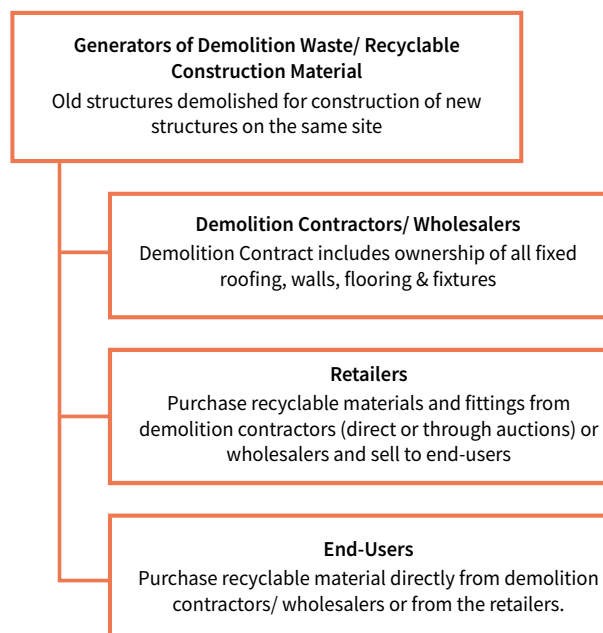 Generators of Demolition Waste/ Recyclable
Construction Material
Old structures demolished for construction of new
structures on the same site
Demolition Contractors/ Wholesalers
Demolition Contract includes ownership of all fixed
roofing, walls, flooring & fixtures
Retailers
Purchase recyclable materials and fittings from
demolition contractors (direct or through auctions) or
wholesalers and sell to end-users
End-Users
Purchase recyclable material directly from demolition
contractors/ wholesalers or from the retailers.